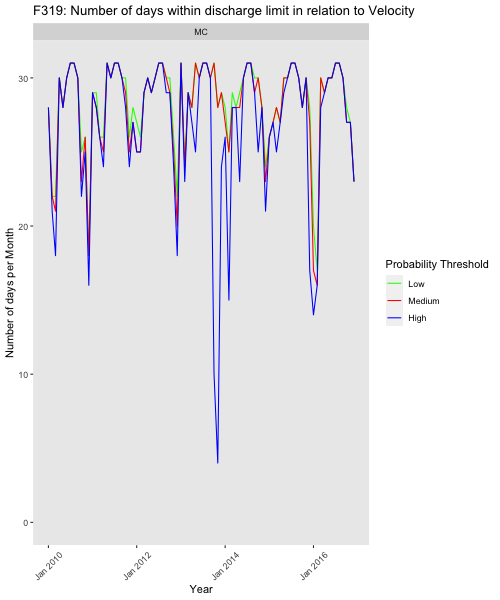 F319: Number of days within discharge limit in relation to Velocity
MC
30
20
10
0
Number of days per Month
Jan 2010
Jan 2012
Jan 2014
Jan 2016
Year
Probability Threshold
Low
Medium
High